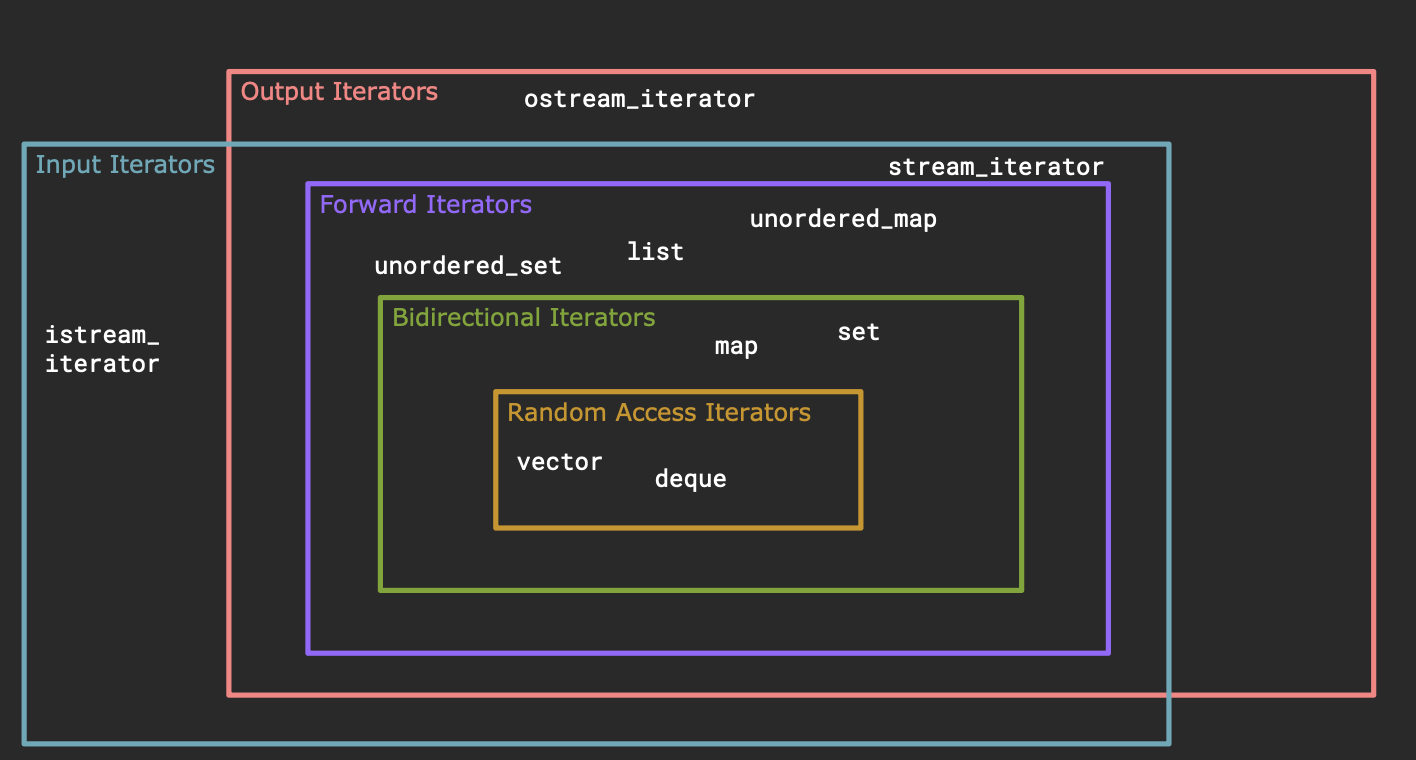 Output Iterators
ostream_iterator
Input Iterators
stream_iterator
Forward Iterators
unordered_map
list
unordered_set
Bidirectional Iterators
set
map
istream_
iterator
Random Access Iterators
vector
deque